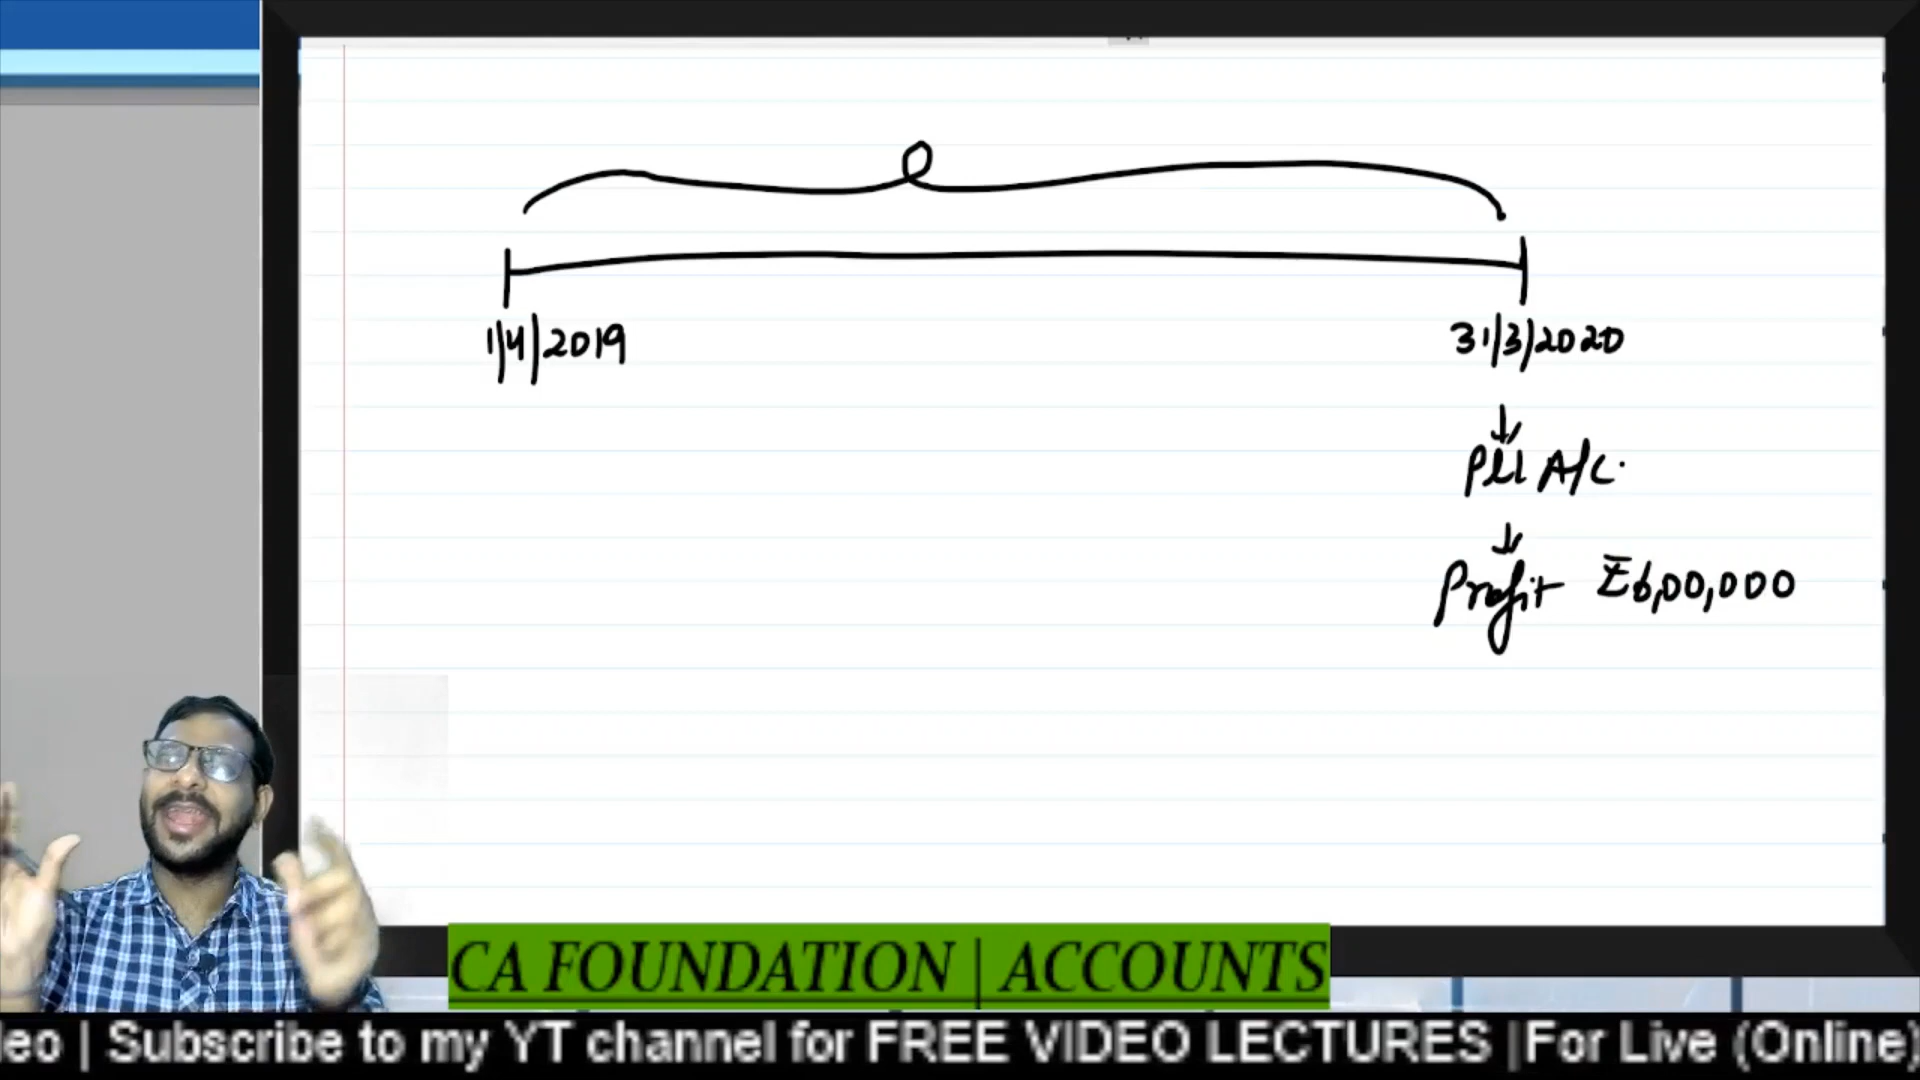 1/4/2019
31/3/2020
P&L A/C.
Profit ₹6,00,000
CA FOUNDATION | ACCOUNTS
deo | Subscribe to my YT channel for FREE VIDEO LECTURES | For Live (Online)